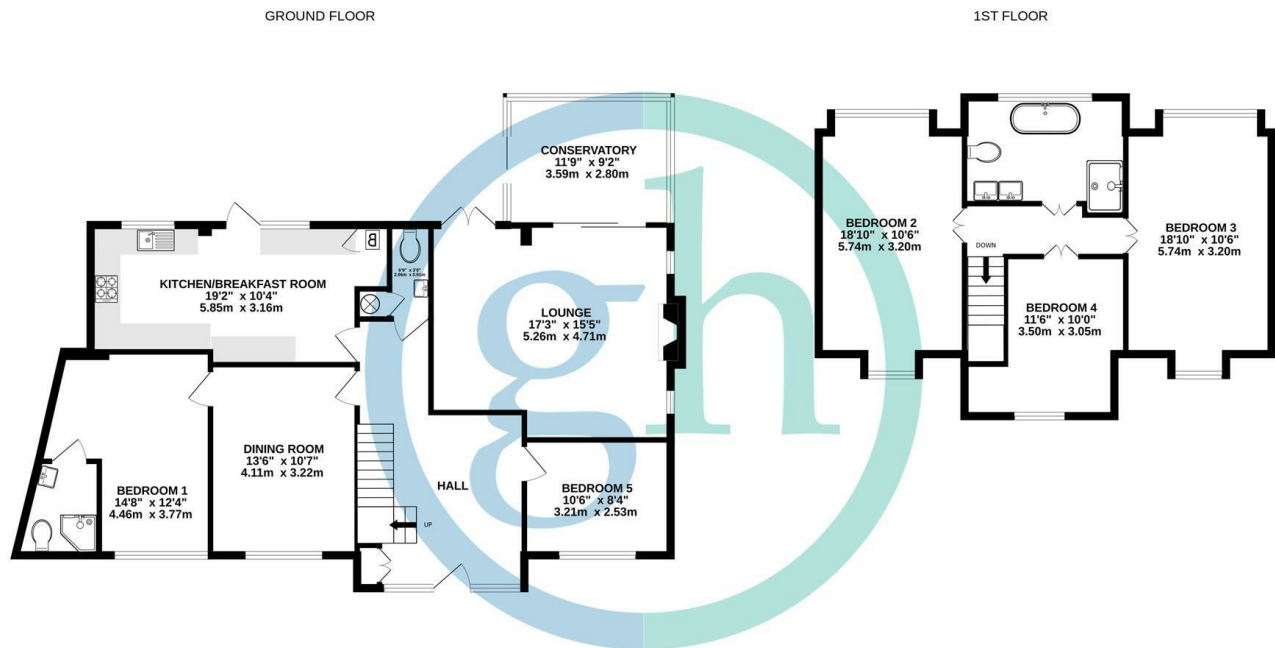 GROUND FLOOR
1ST FLOOR
CONSERVATORY
11'9" x 9'2"
3.59m x 2.80m
KITCHEN/BREAKFAST ROOM
19'2" x 10'4"
5.85m x 3.16m
B
LOUNGE
17'3" x 15'5"
5.26m x 4.71m
DINING ROOM
13'6" x 10'7"
4.11m x 3.22m
BEDROOM 1
14'8" x 12'4"
4.46m x 3.77m
HALL
UP
BEDROOM 5
10'6" x 8'4"
3.21m x 2.53m
BEDROOM 2
18'10" x 10'6"
5.74m x 3.20m
DOWN
BEDROOM 3
18'10" x 10'6"
5.74m x 3.20m
BEDROOM 4
11'6" x 10'0"
3.50m x 3.05m
gh